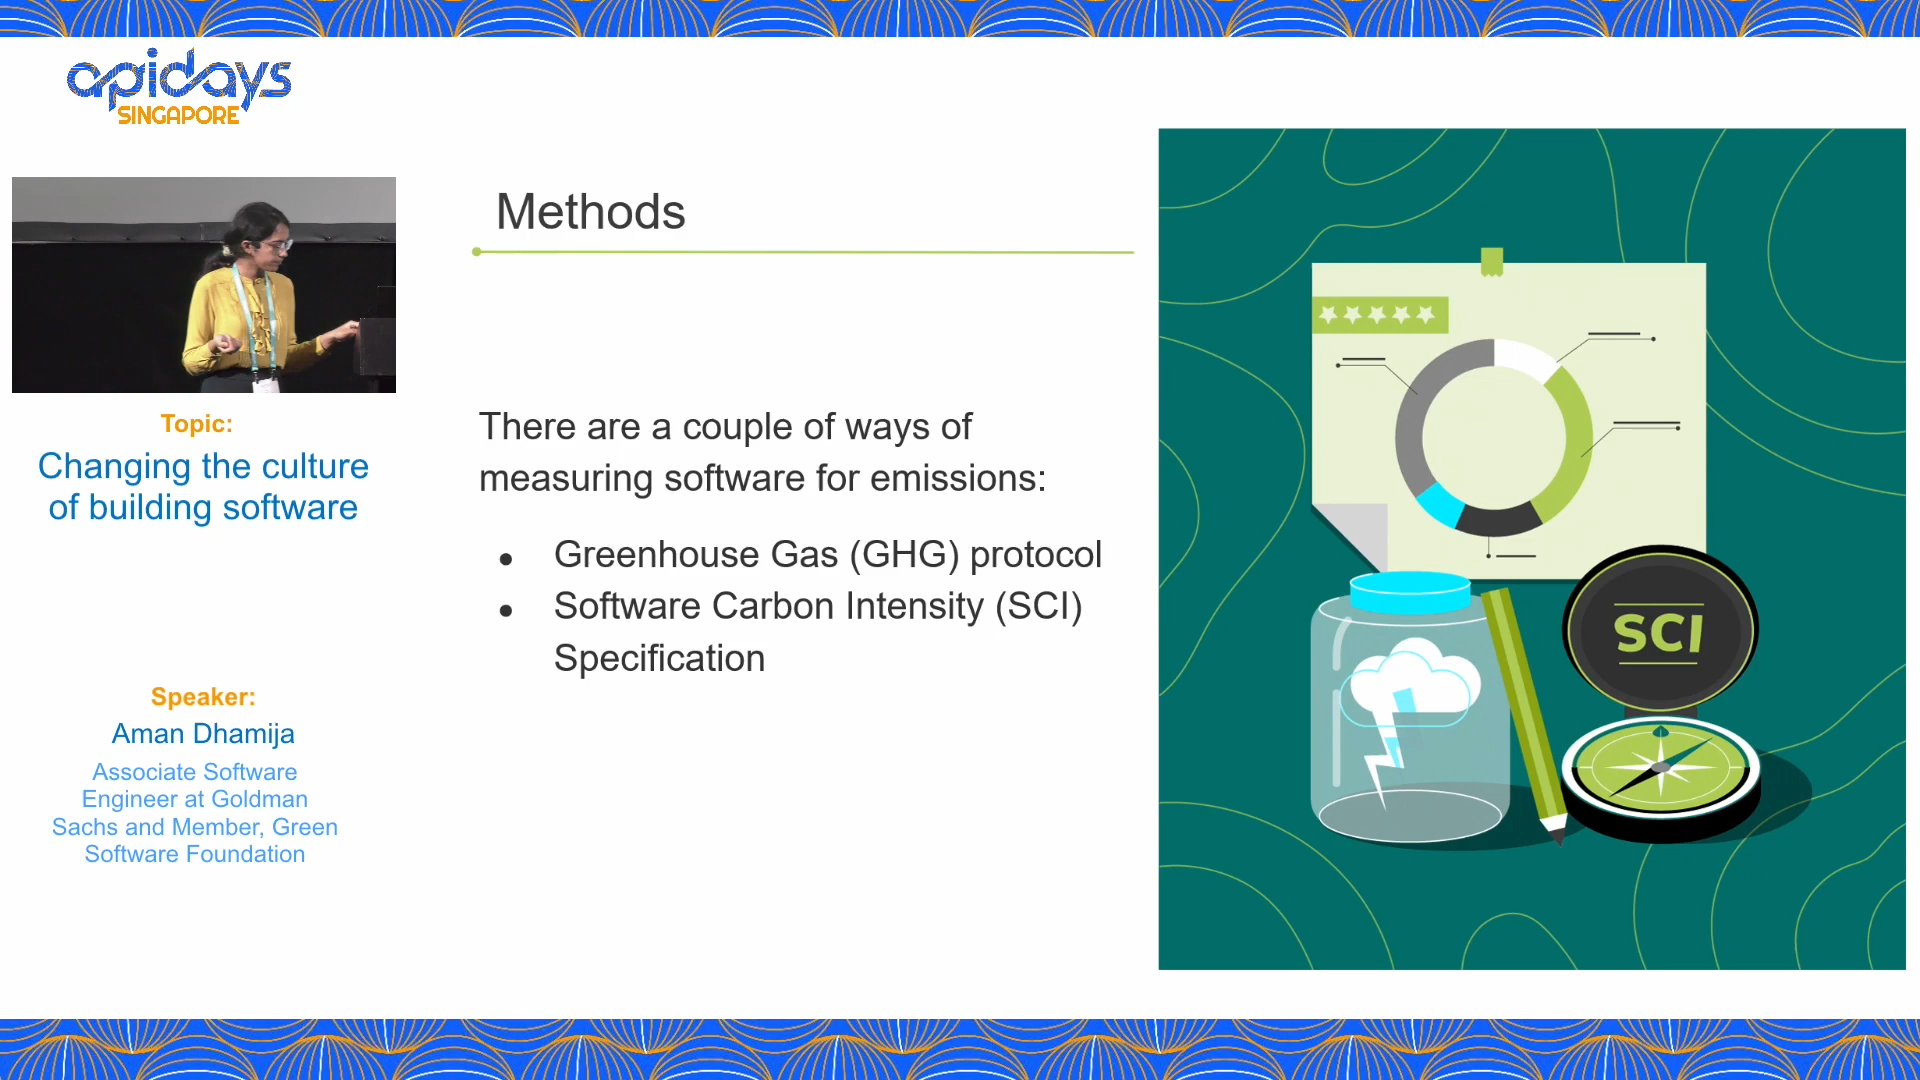 apidays
SINGAPORE
Topic:
Changing the culture
of building software
Speaker:
Aman Dhamija
Associate Software
Engineer at Goldman
Sachs and Member, Green
Software Foundation
Methods
There are a couple of ways of
measuring software for emissions:
● Greenhouse Gas (GHG) protocol
● Software Carbon Intensity (SCI)
Specification
SCI